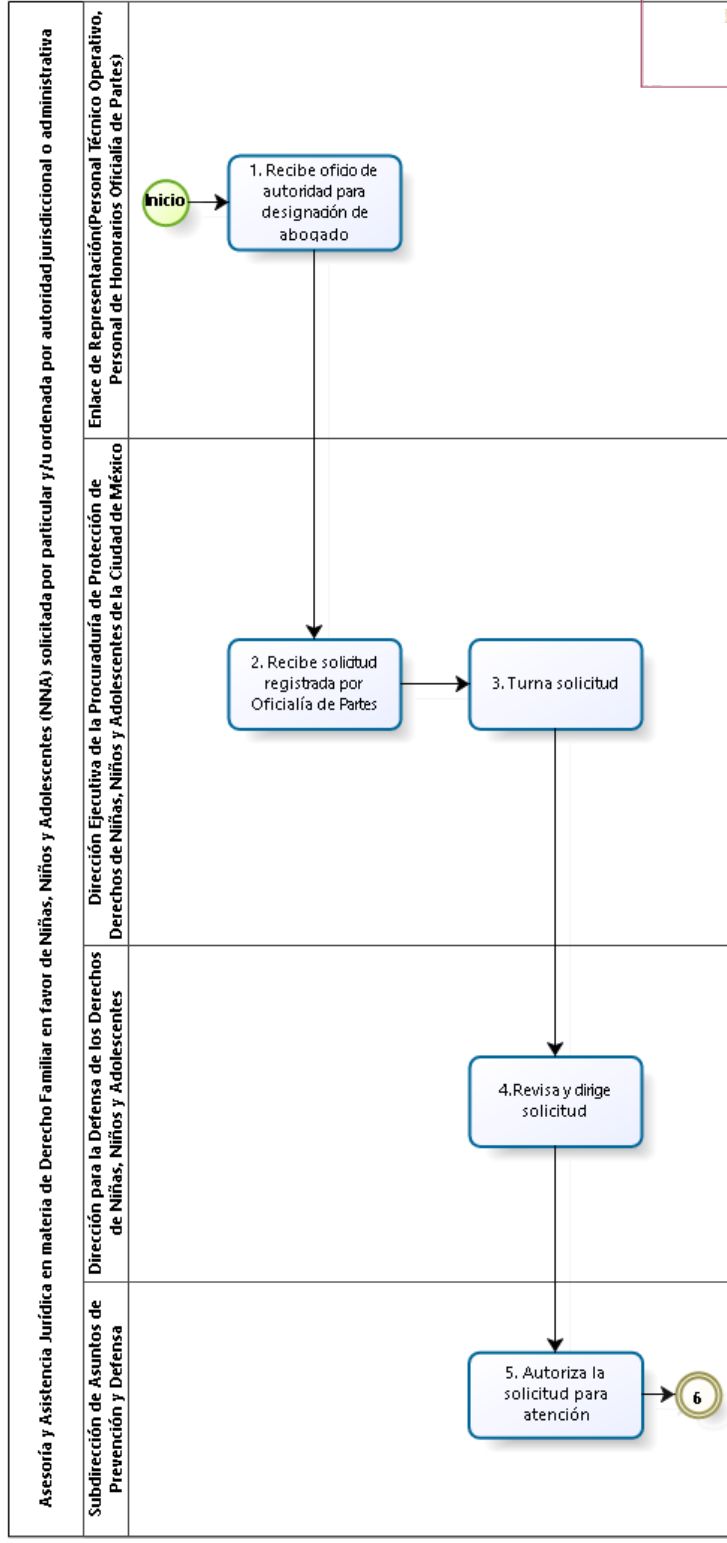 Asesoría y Asistencia Jurídica en materia de Derecho Familiar en favor de Niñas, Niños y Adolescentes (NNA) solicitada por particular y/u ordenada por autoridad jurisdiccional o administrativa
Enlace de Representación(Personal Técnico Operativo,
Personal de Honorarios Oficialía de Partes)
Inicio
1. Recibe oficio de
autoridad para
designación de
abogado
Dirección Ejecutiva de la Procuraduría de Protección de
Derechos de Niñas, Niños y Adolescentes de la Ciudad de México
2. Recibe solicitud
registrada por
Oficialía de Partes
3. Turna solicitud
Dirección para la Defensa de los Derechos
de Niñas, Niños y Adolescentes
4.Revisa y dirige
solicitud
Subdirección de Asuntos de
Prevención y Defensa
5. Autoriza la
solicitud para
atención
6